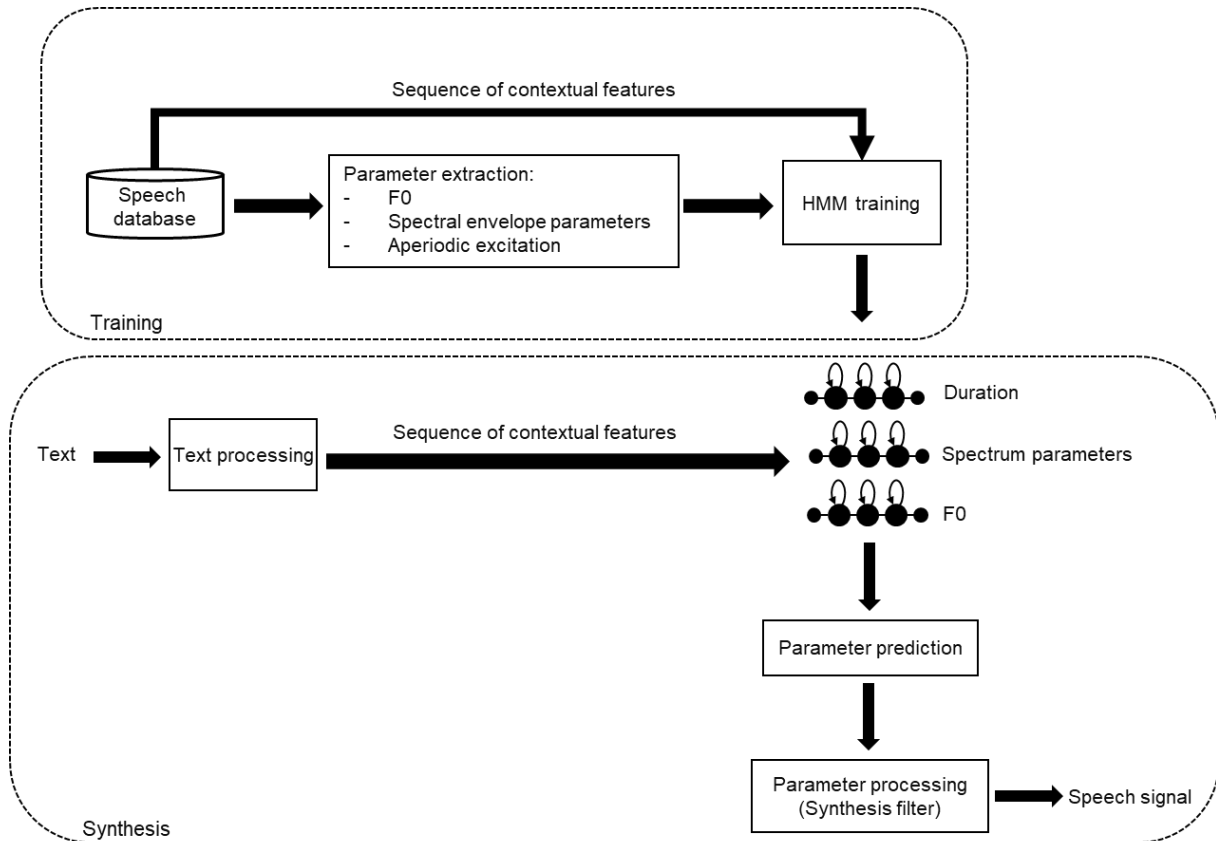 Sequence of contextual features
Speech
database
Parameter extraction:
- F0
- Spectral envelope parameters
- Aperiodic excitation
HMM training
Training
Duration
Text
Text processing
Sequence of contextual features
Spectrum parameters
F0
Parameter prediction
Parameter processing
(Synthesis filter)
Speech signal
Synthesis